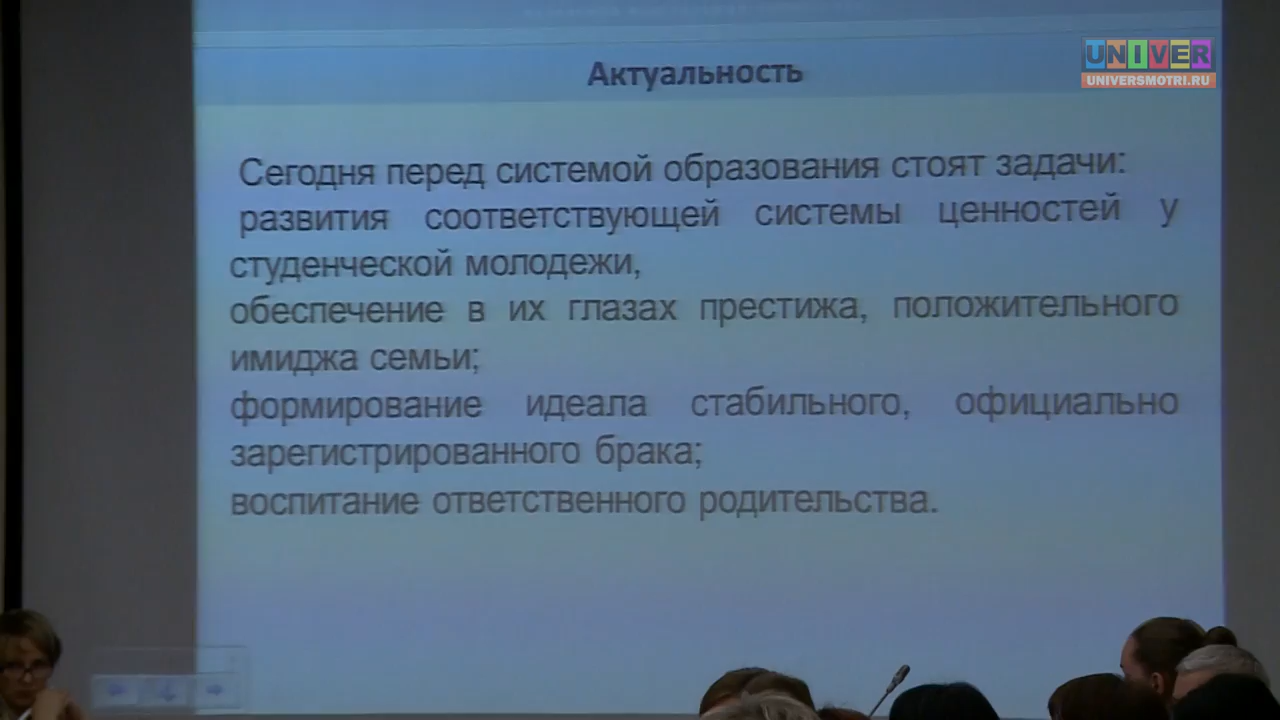 UNIVER
UNIVERSMOTRI.RU
Актуальность
Сегодня перед системой образования стоят задачи:
развития соответствующей системы ценностей у
студенческой молодежи,
обеспечение в их глазах престижа, положительного
имиджа семьи;
формирование идеала стабильного, официально
зарегистрированного брака;
воспитание ответственного родительства.